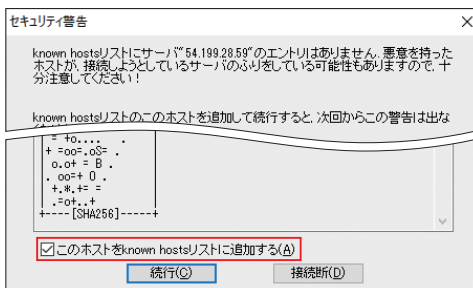 セキュリティ警告
known hostsリストにサーバ"54.199.28.59"のエントリはありません. 悪意を持った
ホストが, 接続しようとしているサーバのふりをしている可能性もありますので, 十
分注意してください!
known hostsリストのこのホストを追加して続行すると, 次回からこの警告は出な
| = +o.... .
| + =oo=.oS= .
| o.o+ = B .
| . oo=+ O .
| +.*.+= =
| .=o+..+
+----[SHA256]-----+
このホストをknown hostsリストに追加する(A)
続行(C)
接続断(D)